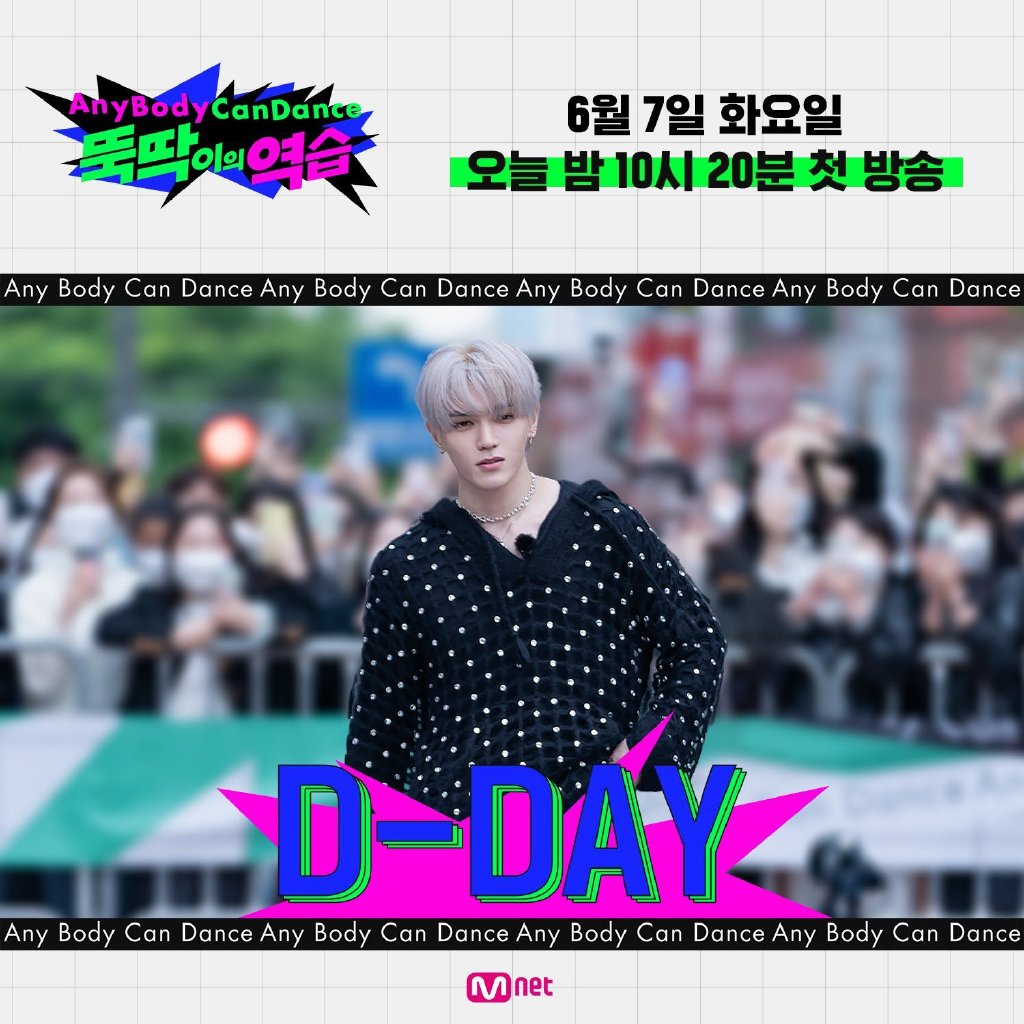 AnyBodyCanDance
뚝딱이의 역습
6월 7일 화요일
오늘 밤 10시 20분 첫 방송
Any Body Can Dance Any Body Can Dance Any Body Can Dance Any Body Can Dance
D-DAY
Any Body Can Dance Any Body Can Dance Any Body Can Dance Any Body Can Dance
Mnet